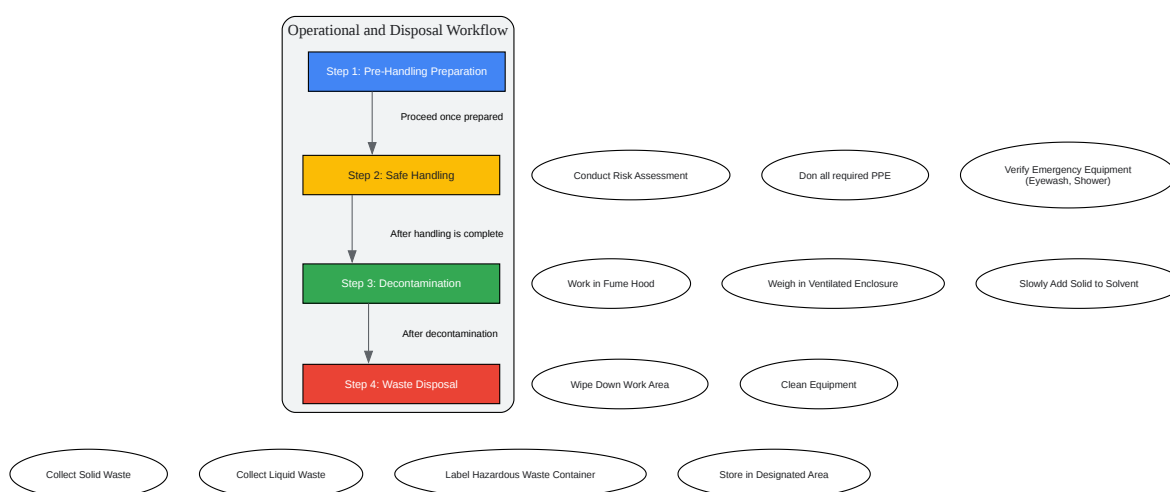 Operational and Disposal Workflow
Step 1: Pre-Handling Preparation
Proceed once prepared
Step 2: Safe Handling
Conduct Risk Assessment
Don all required PPE
Verify Emergency Equipment
(Eyewash, Shower)
After handling is complete
Step 3: Decontamination
Work in Fume Hood
Weigh in Ventilated Enclosure
Slowly Add Solid to Solvent
After decontamination
Step 4: Waste Disposal
Wipe Down Work Area
Clean Equipment
Collect Solid Waste
Collect Liquid Waste
Label Hazardous Waste Container
Store in Designated Area